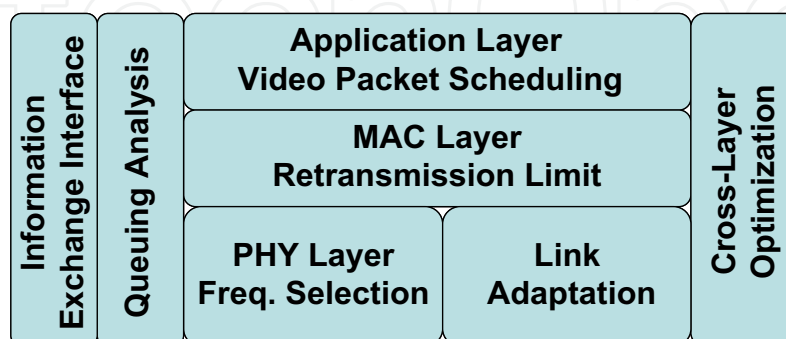 Information
Exchange Interface
Queuing Analysis
Application Layer
Video Packet Scheduling
MAC Layer
Retransmission Limit
PHY Layer
Freq. Selection
Link
Adaptation
Cross-Layer
Optimization